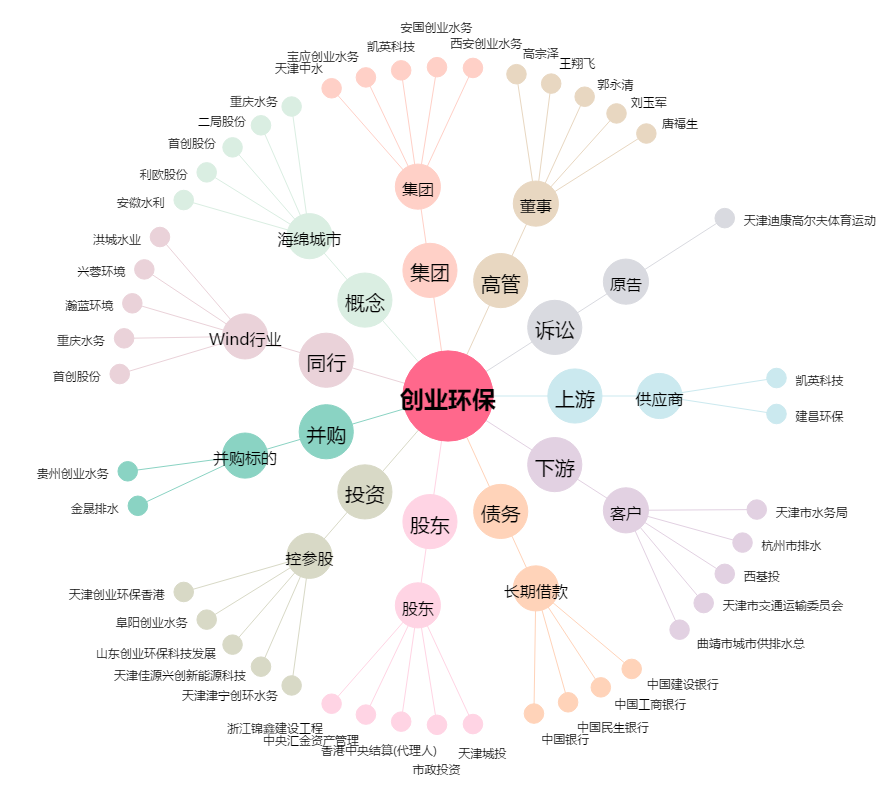 安国创业水务
西安创业水务
凯英科技
宝应创业水务
天津中水
集团
集团
高宗泽
王翔飞
郭永清
刘玉军
唐福生
董事
高管
重庆水务
二局股份
首创股份
利欧股份
安徽水利
海绵城市
概念
天津迪康高尔夫体育运动
原告
诉讼
洪城水业
兴蓉环境
瀚蓝环境
重庆水务
首创股份
Wind行业
同行
创业环保
上游
供应商
凯英科技
建昌环保
并购
并购标的
贵州创业水务
金晟排水
下游
客户
天津市水务局
杭州市排水
西基投
天津市交通运输委员会
曲靖市城市供排水总
投资
控参股
天津创业环保香港
阜阳创业水务
山东创业环保科技发展
天津佳源兴创新能源科技
天津津宁创环水务
股东
股东
浙江锦鑫建设工程
中央汇金资产管理
香港中央结算(代理人)
市政投资
天津城投
债务
长期借款
中国建设银行
中国工商银行
中国民生银行
中国银行